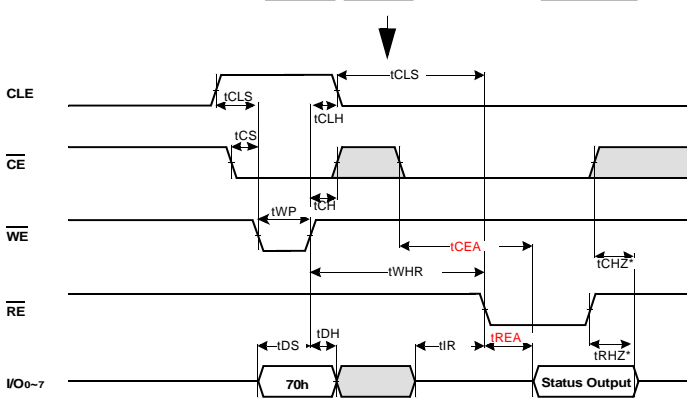 tCLS
CLE
tCLS
tCLH
tCS
CE
tCH
tWP
WE
tCEA
tCHZ*
tWHR
RE
tDH
tREA
tDS
tIR
tRHZ*
I/O0~7
70h
Status Output